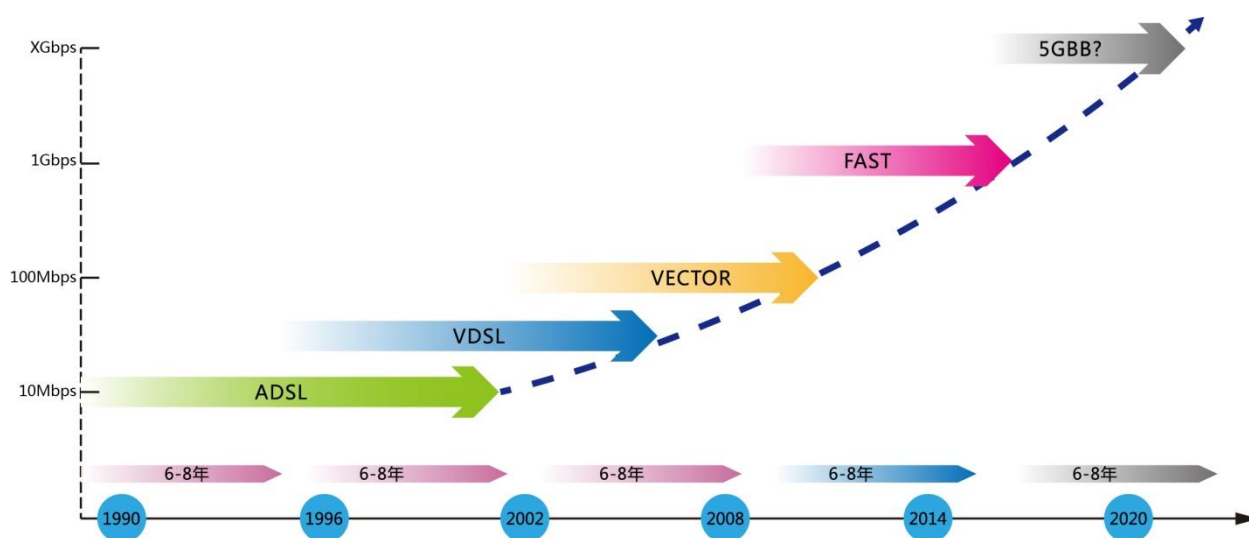 XGbps
5GBB?
1Gbps
FAST
100Mbps
VECTOR
VDSL
10Mbps
ADSL
6-8年 6-8年 6-8年 6-8年 6-8年
1990 1996 2002 2008 2014 2020